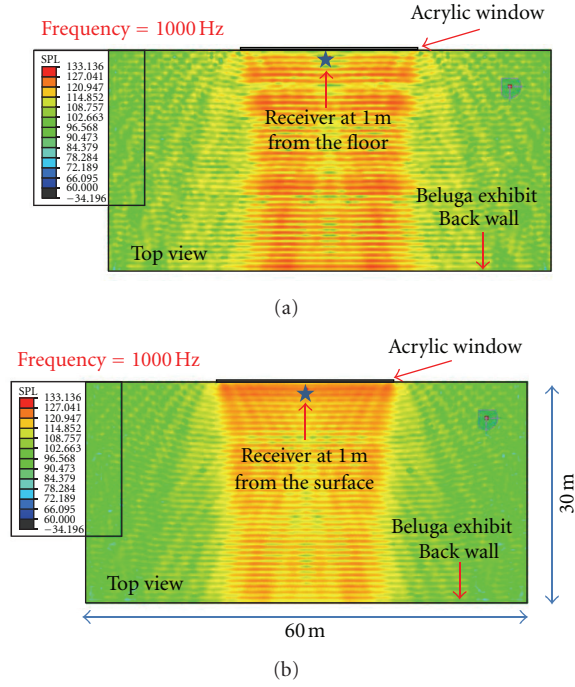 Frequency = 1000 Hz
Acrylic window
SPL
133.136
127.041
120.947
114.852
108.757
102.663
96.568
90.473
84.379
78.284
72.189
66.095
60.000
−34.196
Receiver at 1 m
from the floor
Beluga exhibit
Back wall
Top view
(a)
Frequency = 1000 Hz
Acrylic window
SPL
133.136
127.041
120.947
114.852
108.757
102.663
96.568
90.473
84.379
78.284
72.189
66.095
60.000
−34.196
Receiver at 1 m
from the surface
30 m
Beluga exhibit
Back wall
Top view
60 m
(b)